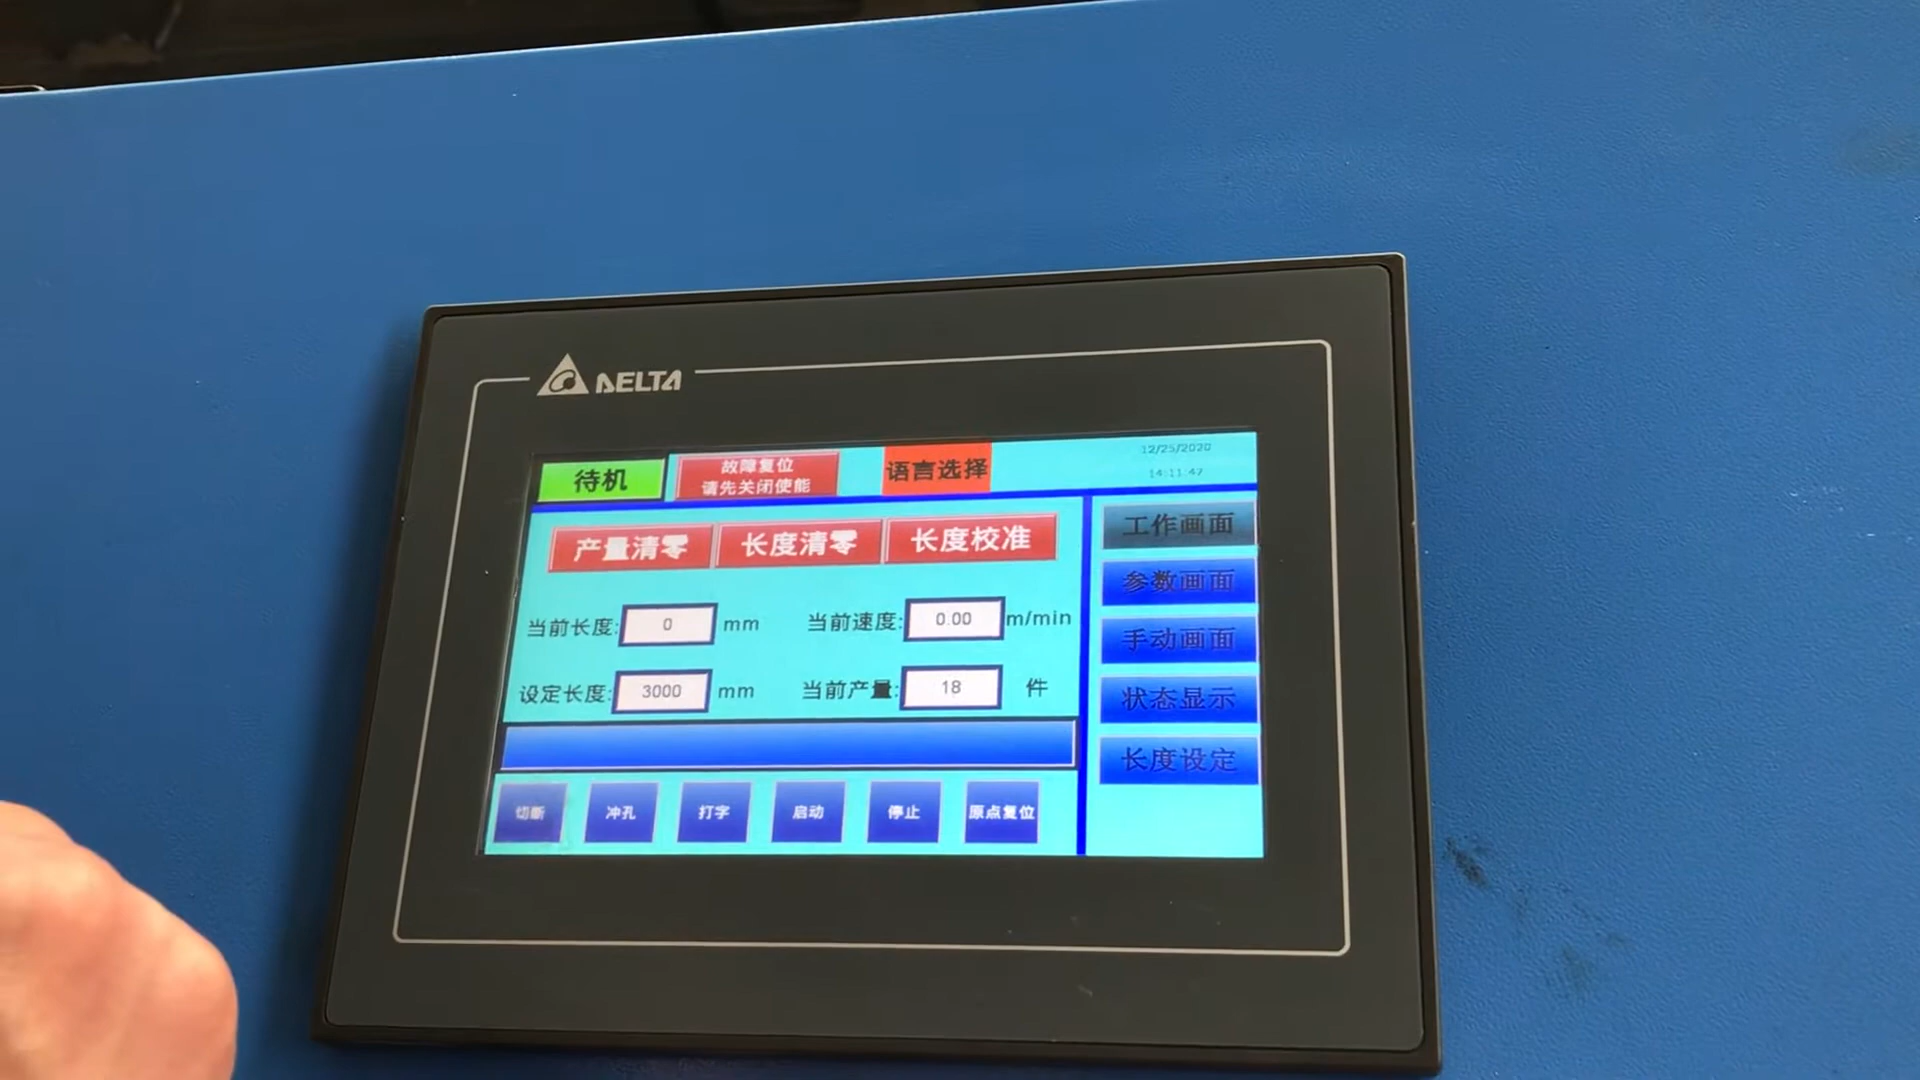 DELTA
待机
故障复位
请先关闭使能
语言选择
12/25/2020
14:11:47
产量清零
长度清零
长度校准
工作画面
参数画面
手动画面
状态显示
长度设定
当前长度: 0 mm
当前速度: 0.00 m/min
设定长度: 3000 mm
当前产量: 18 件
切断
冲孔
打字
启动
停止
原点复位